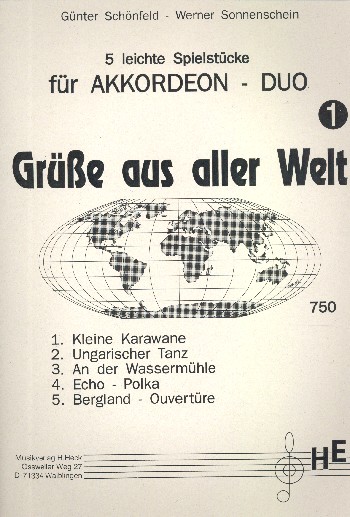 Günter Schönfeld - Werner Sonnenschein
5 leichte Spielstücke
für AKKORDEON - DUO
1
Grüße aus aller Welt
750
1. Kleine Karawane
2. Ungarischer Tanz
3. An der Wassermühle
4. Echo - Polka
5. Bergland - Ouvertüre
Musikverlag H.Heck
Ossweiler Weg 27
D-71334 Waiblingen
HE